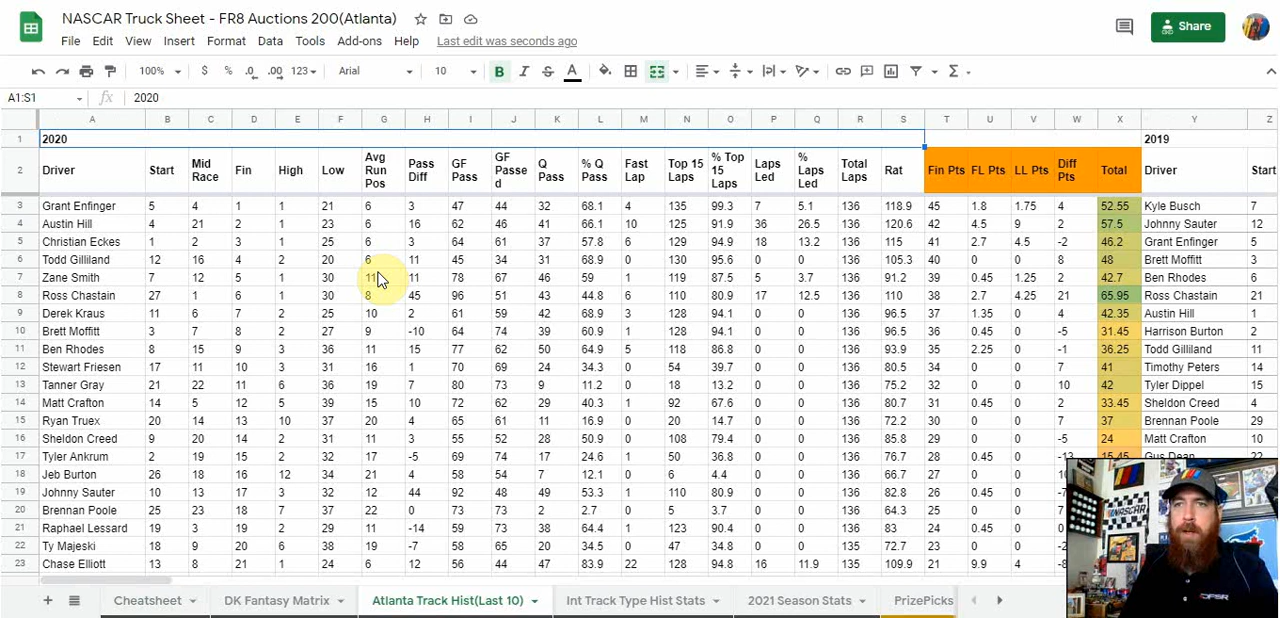 NASCAR Truck Sheet - FR8 Auctions 200(Atlanta)
File Edit View Insert Format Data Tools Add-ons Help Last edit was seconds ago
Share
100% $ % .0 .00 123 Arial 10 B I S A
A1:S1 fx 2020
A B C D E F G H I J K L M N O P Q R S T U V W X Y Z
1 2020 2019
2 Driver Start Mid Race Fin High Low Avg Run Pos Pass Diff GF Pass GF Passed Q Pass % Q Pass Fast Lap Top 15 Laps % Top 15 Laps Laps Led % Laps Led Total Laps Rat Fin Pts FL Pts LL Pts Diff Pts Total Driver Start
3 Grant Enfinger 5 4 1 1 21 6 3 47 44 32 68.1 4 135 99.3 7 5.1 136 118.9 45 1.8 1.75 4 52.55 Kyle Busch 7
4 Austin Hill 4 21 2 1 23 6 16 62 46 41 66.1 10 125 91.9 36 26.5 136 120.6 42 4.5 9 2 57.5 Johnny Sauter 12
5 Christian Eckes 1 2 3 1 25 6 3 64 61 37 57.8 6 129 94.9 18 13.2 136 115 41 2.7 4.5 -2 46.2 Grant Enfinger 5
6 Todd Gilliland 12 16 4 2 20 6 11 45 34 31 68.9 0 130 95.6 0 0 136 105.3 40 0 0 8 48 Brett Moffitt 3
7 Zane Smith 7 12 5 1 30 11 11 78 67 46 59 1 119 87.5 5 3.7 136 91.2 39 0.45 1.25 2 42.7 Ben Rhodes 6
8 Ross Chastain 27 1 6 1 30 8 45 96 51 43 44.8 6 110 80.9 17 12.5 136 110 38 2.7 4.25 21 65.95 Ross Chastain 21
9 Derek Kraus 11 6 7 2 25 10 2 61 59 42 68.9 3 128 94.1 0 0 136 96.5 37 1.35 0 4 42.35 Austin Hill 1
10 Brett Moffitt 3 7 8 2 27 9 -10 64 74 39 60.9 1 128 94.1 0 0 136 96.5 36 0.45 0 -5 31.45 Harrison Burton 2
11 Ben Rhodes 8 15 9 3 36 11 15 77 62 50 64.9 5 118 86.8 0 0 136 93.9 35 2.25 0 -1 36.25 Todd Gilliland 11
12 Stewart Friesen 17 11 10 3 31 16 1 70 69 24 34.3 0 54 39.7 0 0 136 80.5 34 0 0 7 41 Timothy Peters 14
13 Tanner Gray 21 22 11 6 36 19 7 80 73 9 11.2 0 18 13.2 0 0 136 75.2 32 0 0 10 42 Tyler Dippel 15
14 Matt Crafton 14 5 12 5 39 15 10 72 62 29 40.3 1 92 67.6 0 0 136 80.7 31 0.45 0 2 33.45 Sheldon Creed 4
15 Ryan Truex 20 14 13 10 37 20 4 65 61 11 16.9 0 20 14.7 0 0 136 72.2 30 0 0 7 37 Brennan Poole 29
16 Sheldon Creed 9 20 14 2 31 11 3 55 52 28 50.9 0 108 79.4 0 0 136 85.8 29 0 0 -5 24 Matt Crafton 10
17 Tyler Ankrum 2 19 15 2 32 17 -5 69 74 17 24.6 1 50 36.8 0 0 136 76.7 28 0.45 0 -13 15.45 Gus Dean 22
18 Jeb Burton 26 18 16 12 34 21 4 58 54 7 12.1 0 6 4.4 0 0 136 66.7 27 0 0
19 Johnny Sauter 10 13 17 3 32 12 44 92 48 49 53.3 1 110 80.9 0 0 136 82.8 26 0.45 0
20 Brennan Poole 25 23 18 7 37 22 0 73 73 2 2.7 0 5 3.7 0 0 136 64.3 25 0 0
21 Raphael Lessard 19 3 19 2 29 11 -14 59 73 38 64.4 1 123 90.4 0 0 136 83 24 0.45 0
22 Ty Majeski 18 9 20 6 38 19 -7 58 65 20 34.5 0 47 34.8 0 0 135 72.7 23 0 0
23 Chase Elliott 13 8 21 1 24 6 12 56 44 47 83.9 22 128 94.8 16 11.9 135 109.9 21 9.9 4
Cheatsheet DK Fantasy Matrix Atlanta Track Hist(Last 10) Int Track Type Hist Stats 2021 Season Stats PrizePicks
NASCAR